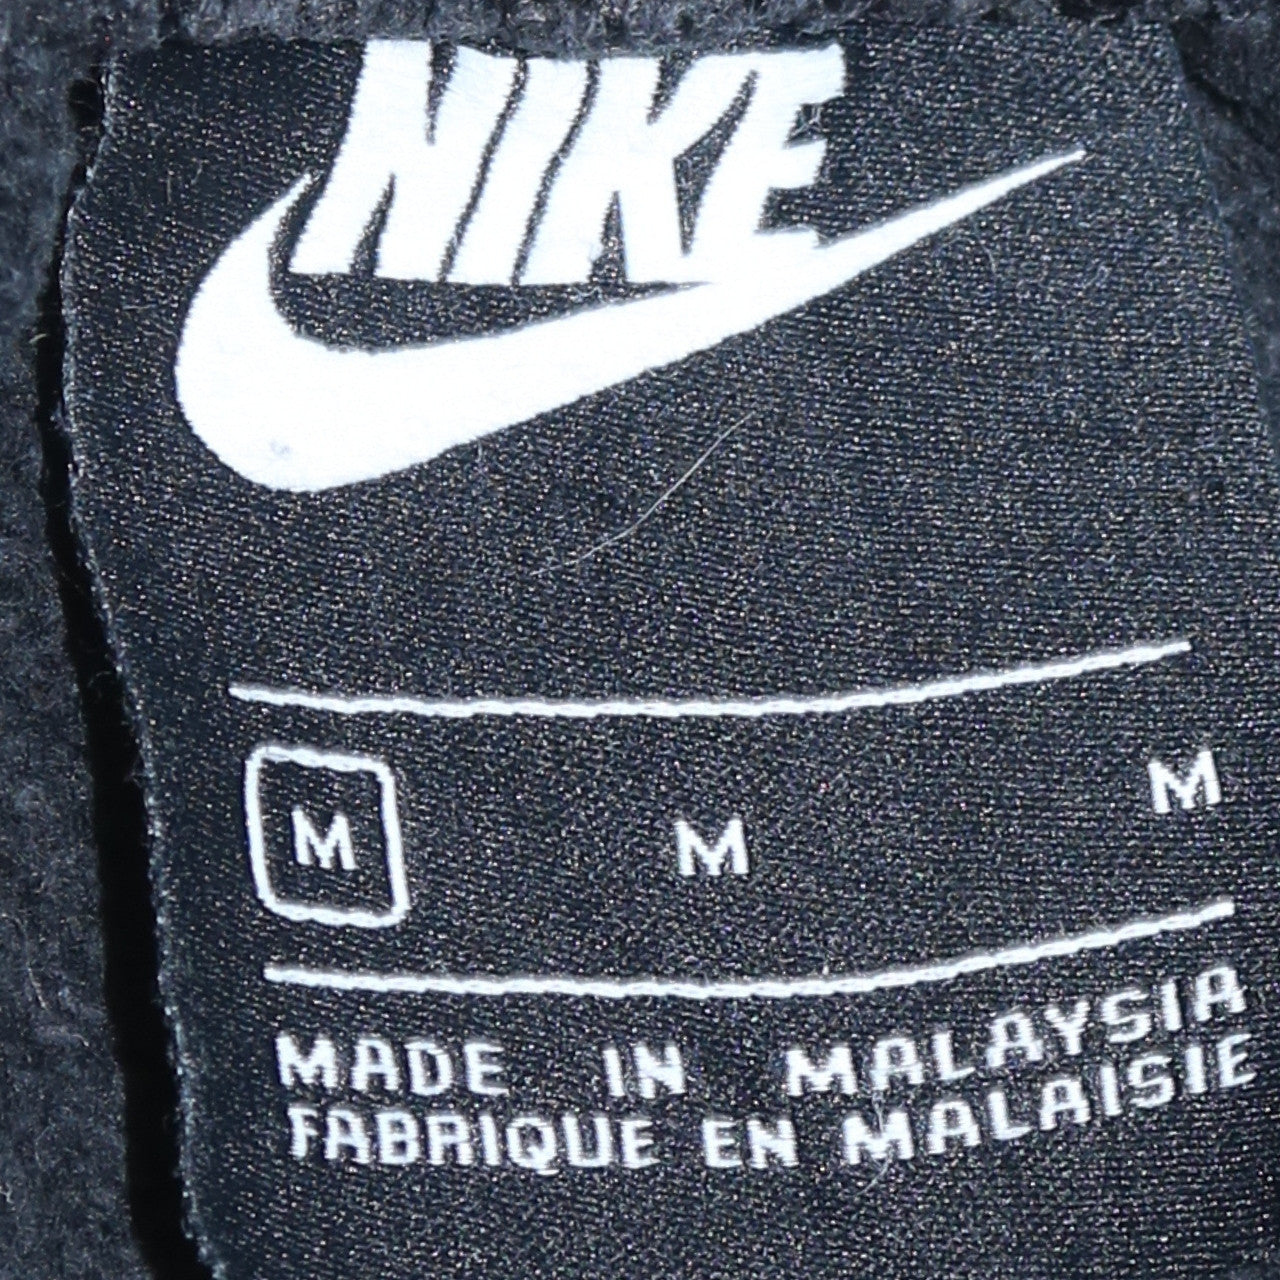 NIKE
M M M
MADE IN MALAYSIA
FABRIQUE EN MALAISIE